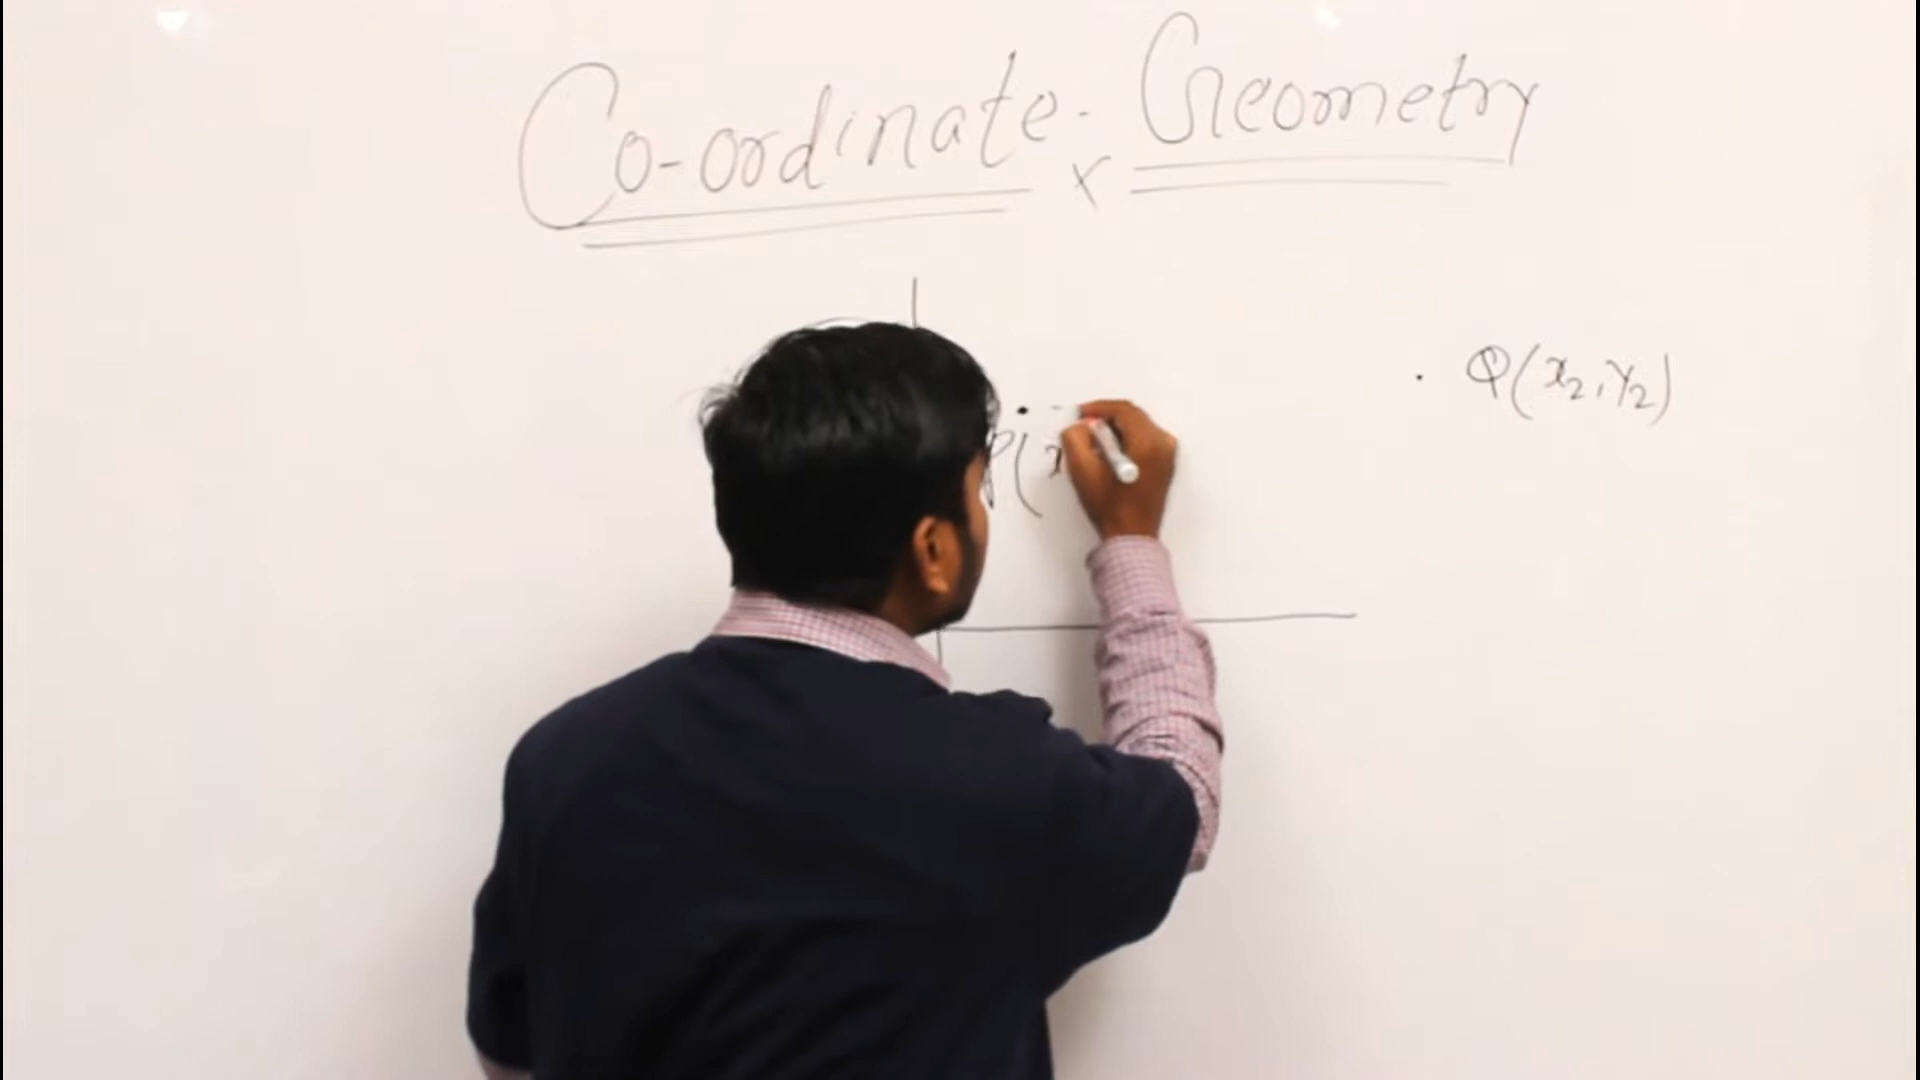 Co-ordinate - Geometry
x
Q(x₂,y₂)
P(x